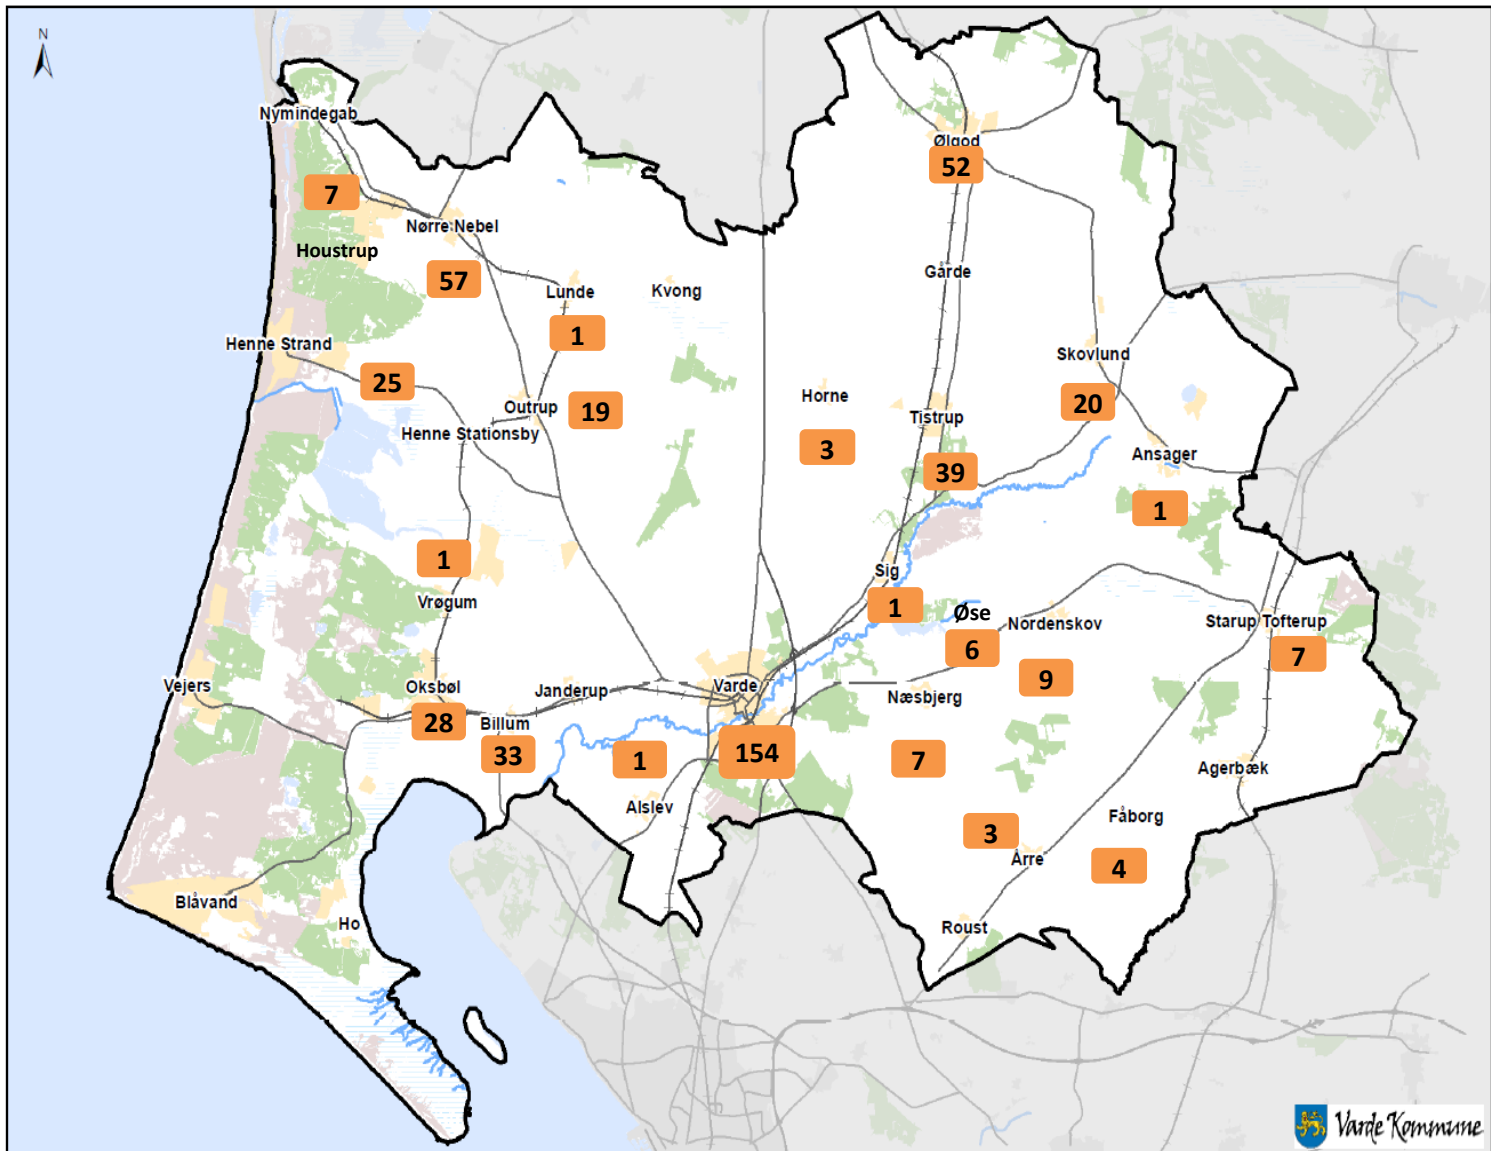 N
Nymindegab
Ølgod
52
7
Nørre Nebel
Houstrup
57
Gårde
Lunde
Kvong
1
Henne Strand
Skovlund
25
Horne
20
Outrup
19
Tistrup
Henne Stationsby
3
Ansager
39
1
1
Sig
Vrøgum
1
Øse
Nordenskov
Starup Tofterup
6
7
9
Vejers
Oksbøl
Janderup
Varde
Næsbjerg
28
Billum
33
1
154
7
Agerbæk
Alslev
Fåborg
3
Årre
4
Blåvand
Ho
Roust
Varde Kommune